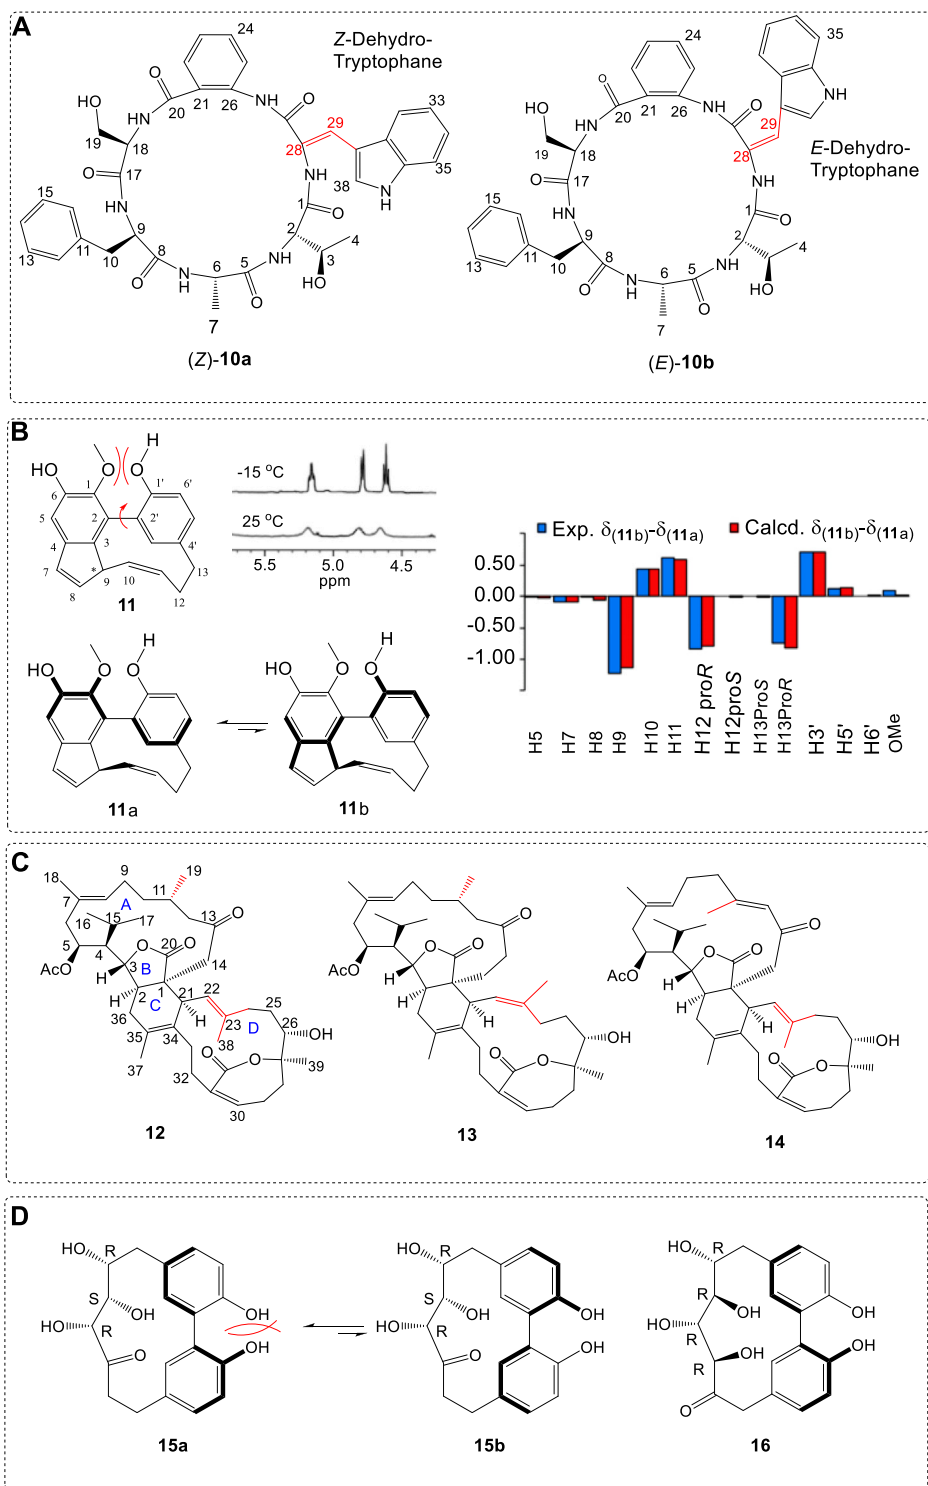 A
Z-Dehydro-
Tryptophane
24
O
20
21
26
NH
O
HO
HN
19
18
28
29
33
35
38
NH
NH
O
17
1
O
15
HN
9
2
4
13
11
10
8
O
NH
6
5
O
NH
3
HO
7
(Z)-10a
24
35
NH
O
20
21
26
NH
O
29
HO
HN
19
18
28
E-Dehydro-
Tryptophane
NH
O
17
1
O
15
HN
9
2
4
13
11
10
8
O
NH
6
5
O
NH
HO
7
(E)-10b
B
H
HO
O
O
6
1
1'
6'
5
2
2'
4
3
4'
7
*
9
10
13
8
12
11
-15 °C
25 °C
5.5
5.0
4.5
ppm
Exp. δ(11b)-δ(11a)
Calcd. δ(11b)-δ(11a)
0.50
0.00
-0.50
-1.00
H5
H7
H8
H9
H10
H11
H12 proR
H12proS
H13ProS
H13ProR
H3'
H5'
H6'
OMe
H
HO
O
O
11a
H
HO
O
O
11b
C
18
9
19
7
A
11
13
O
16
15
17
5
4
20
O
O
AcO
3
B
14
H
2
1
21
22
H
C
H
25
36
23
D
26
OH
35
34
38
37
O
O
39
32
30
12
O
O
O
AcO
H
H
H
OH
O
O
13
O
O
O
AcO
H
H
H
OH
O
O
14
D
HO
R
S
OH
HO
R
OH
OH
O
15a
HO
R
S
OH
HO
R
OH
OH
O
15b
HO
R
R
OH
HO
R
OH
R
OH
OH
O
16